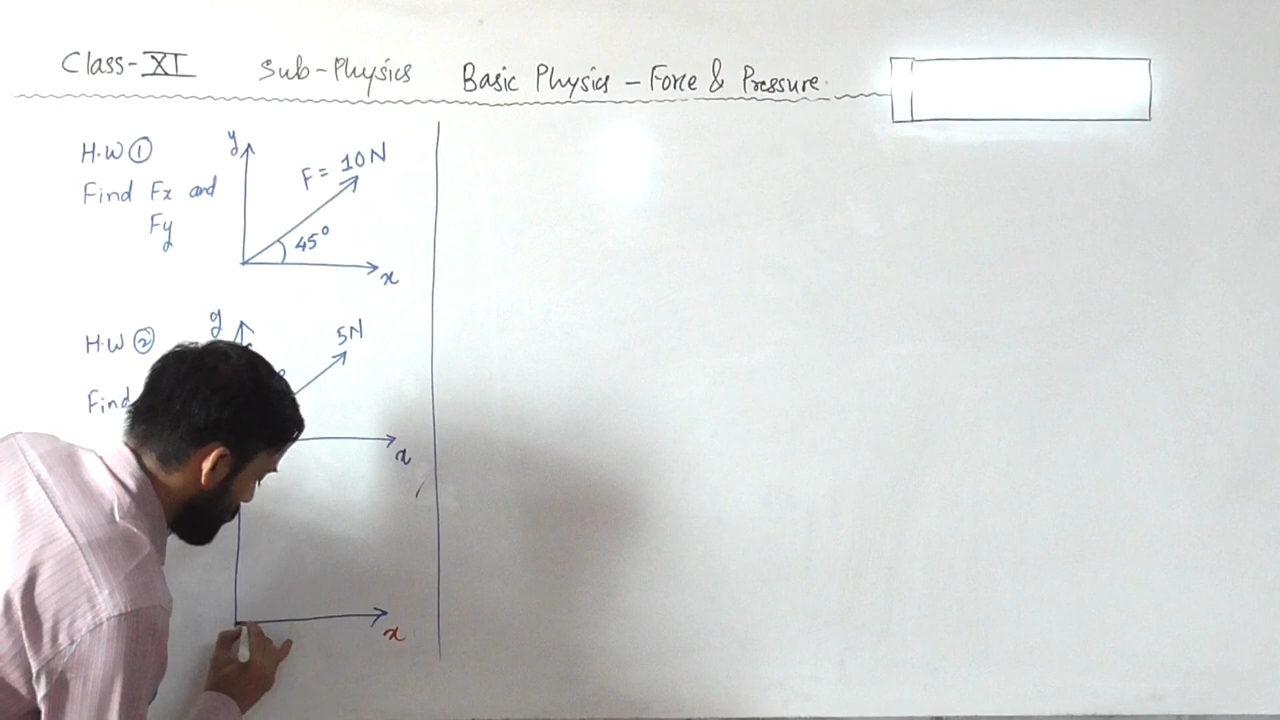 Class-XI Sub-Physics Basic Physics - Force & Pressure.
H.W ①
Find Fx and
Fy
y
F = 10N
45°
x
H.W ②
Find
y
5N
x
x